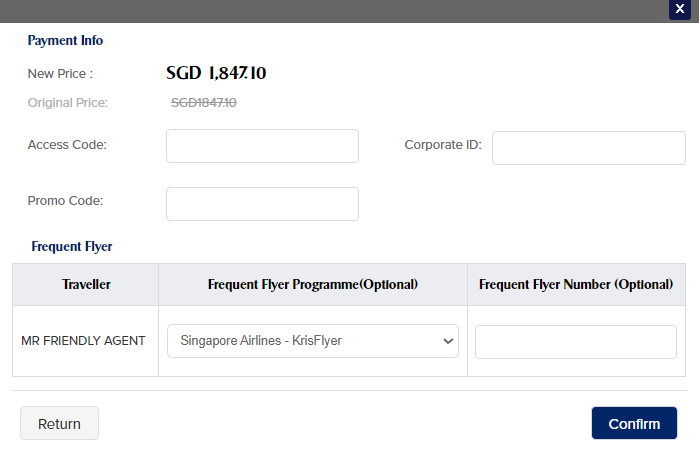 X
Payment Info
New Price : SGD 1,847.10
Original Price: SGD1847.10
Access Code: Corporate ID:
Promo Code:
Frequent Flyer
Traveller Frequent Flyer Programme(Optional) Frequent Flyer Number (Optional)
MR FRIENDLY AGENT Singapore Airlines - KrisFlyer
Return Confirm